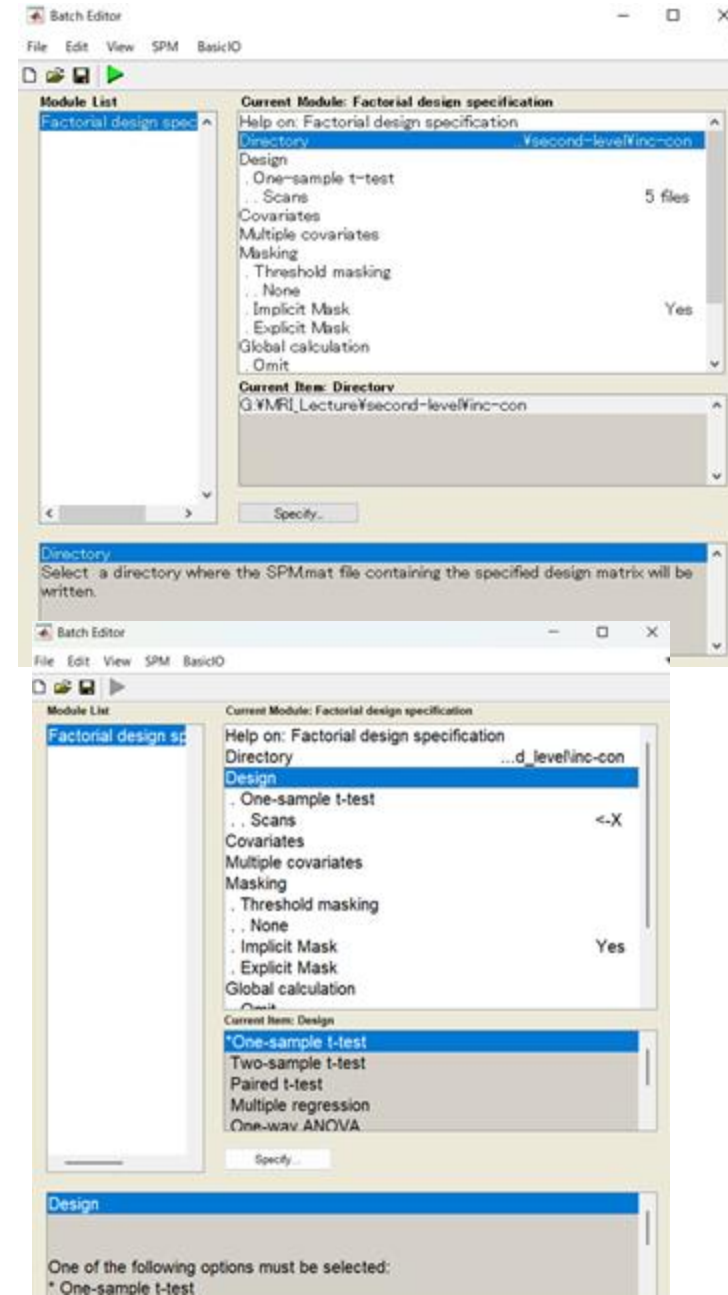 Batch Editor
File Edit View SPM BasicIO
Module List
Factorial design spec
Current Module: Factorial design specification
Help on: Factorial design specification
Directory ...¥second-level¥inc-con
Design
. One-sample t-test
. . Scans 5 files
Covariates
Multiple covariates
Masking
. Threshold masking
. . None
. Implicit Mask Yes
. Explicit Mask
Global calculation
. Omit
Current Item: Directory
G:¥MRI_Lecture¥second-level¥inc-con
Specify...
Directory
Select a directory where the SPM.mat file containing the specified design matrix will be
written.
Batch Editor
File Edit View SPM BasicIO
Module List
Factorial design sp
Current Module: Factorial design specification
Help on: Factorial design specification
Directory ...d_level\inc-con
Design
. One-sample t-test
. . Scans <-X
Covariates
Multiple covariates
Masking
. Threshold masking
. . None
. Implicit Mask Yes
. Explicit Mask
Global calculation
. Omit
Current Item: Design
*One-sample t-test
Two-sample t-test
Paired t-test
Multiple regression
One-way ANOVA
Specify...
Design
One of the following options must be selected:
* One-sample t-test